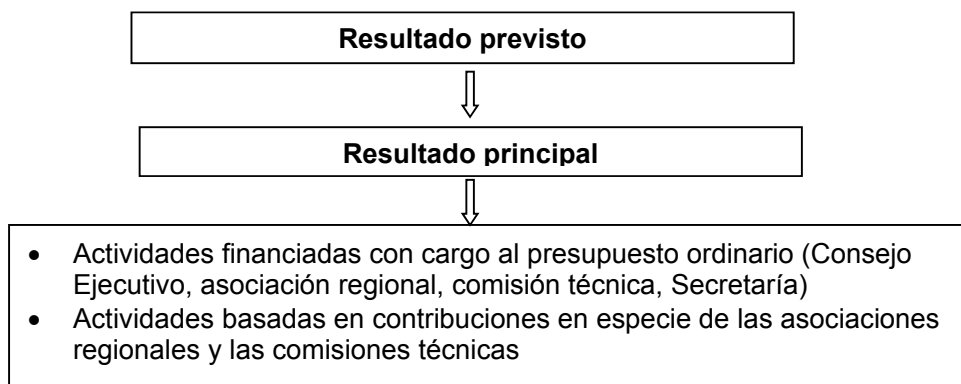 Resultado previsto
Resultado principal
• Actividades financiadas con cargo al presupuesto ordinario (Consejo
Ejecutivo, asociación regional, comisión técnica, Secretaría)
• Actividades basadas en contribuciones en especie de las asociaciones
regionales y las comisiones técnicas